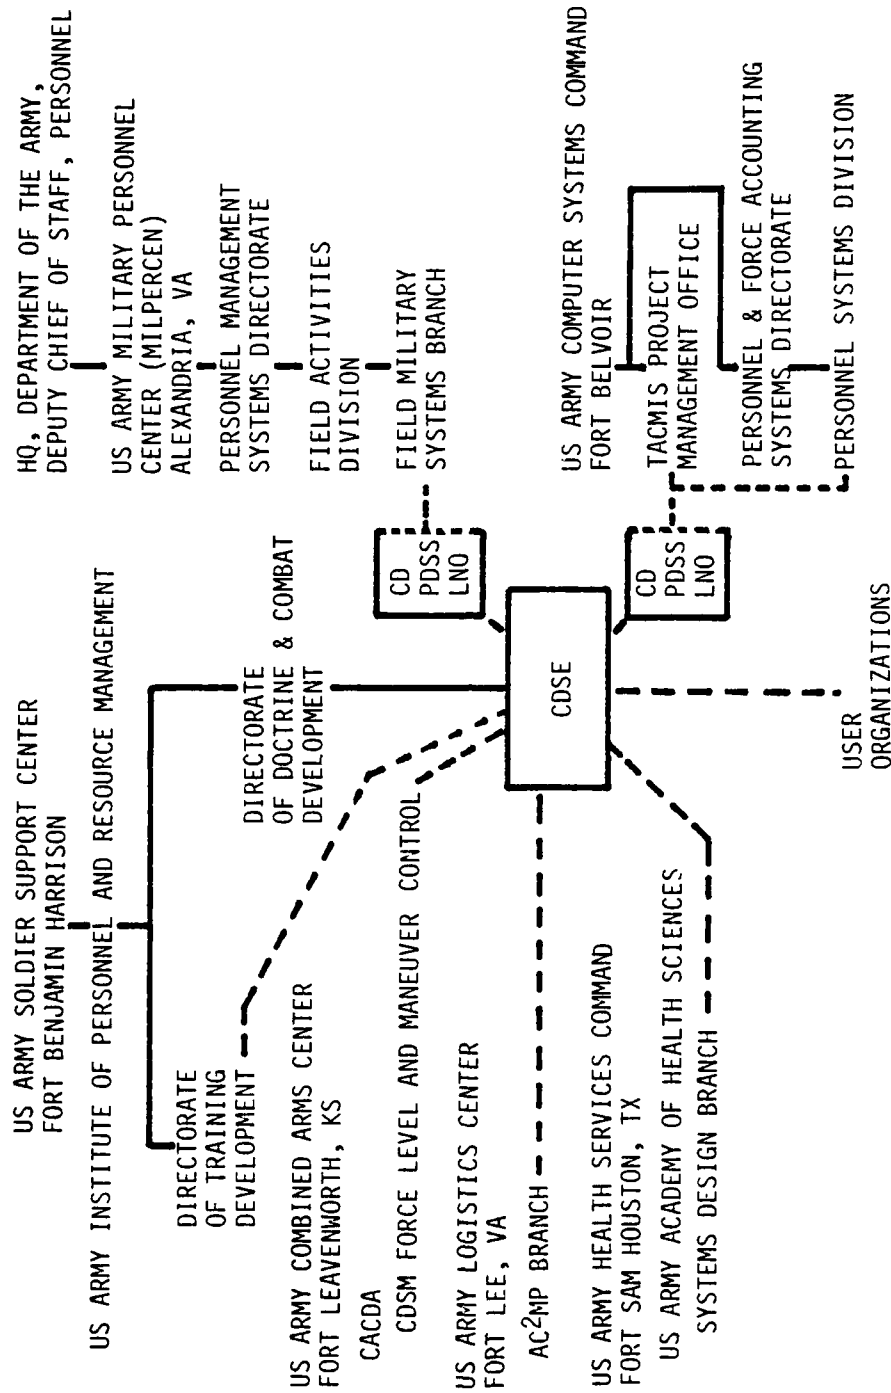 US ARMY SOLDIER SUPPORT CENTER
FORT BENJAMIN HARRISON
US ARMY INSTITUTE OF PERSONNEL AND RESOURCE MANAGEMENT
DIRECTORATE
OF TRAINING
DEVELOPMENT
DIRECTORATE
OF DOCTRINE & COMBAT
DEVELOPMENT
US ARMY COMBINED ARMS CENTER
FORT LEAVENWORTH, KS
CACDA
CDSM FORCE LEVEL AND MANEUVER CONTROL
US ARMY LOGISTICS CENTER
FORT LEE, VA
AC²MP BRANCH
US ARMY HEALTH SERVICES COMMAND
FORT SAM HOUSTON, TX
US ARMY ACADEMY OF HEALTH SCIENCES
SYSTEMS DESIGN BRANCH
CDSE
USER
ORGANIZATIONS
CD
PDSS
LNO
CD
PDSS
LNO
HQ, DEPARTMENT OF THE ARMY,
DEPUTY CHIEF OF STAFF, PERSONNEL
US ARMY MILITARY PERSONNEL
CENTER (MILPERCEN)
ALEXANDRIA, VA
PERSONNEL MANAGEMENT
SYSTEMS DIRECTORATE
FIELD ACTIVITIES
DIVISION
FIELD MILITARY
SYSTEMS BRANCH
US ARMY COMPUTER SYSTEMS COMMAND
FORT BELVOIR
TACMIS PROJECT
MANAGEMENT OFFICE
PERSONNEL & FORCE ACCOUNTING
SYSTEMS DIRECTORATE
PERSONNEL SYSTEMS DIVISION